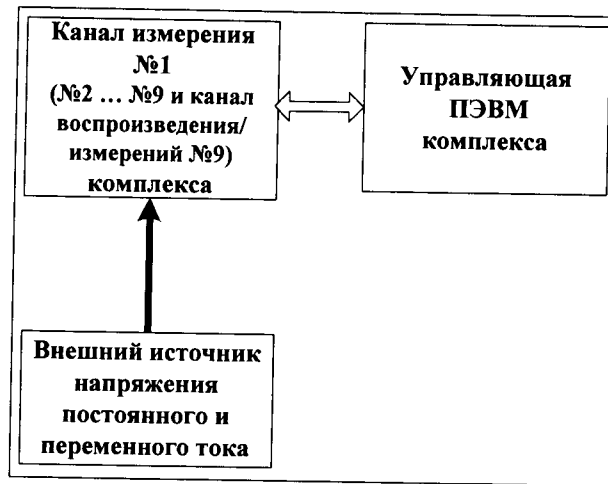 Канал измерения
№1
(№2 ... №9 и канал
воспроизведения/
измерений №9)
комплекса
Управляющая
ПЭВМ
комплекса
Внешний источник
напряжения
постоянного и
переменного тока